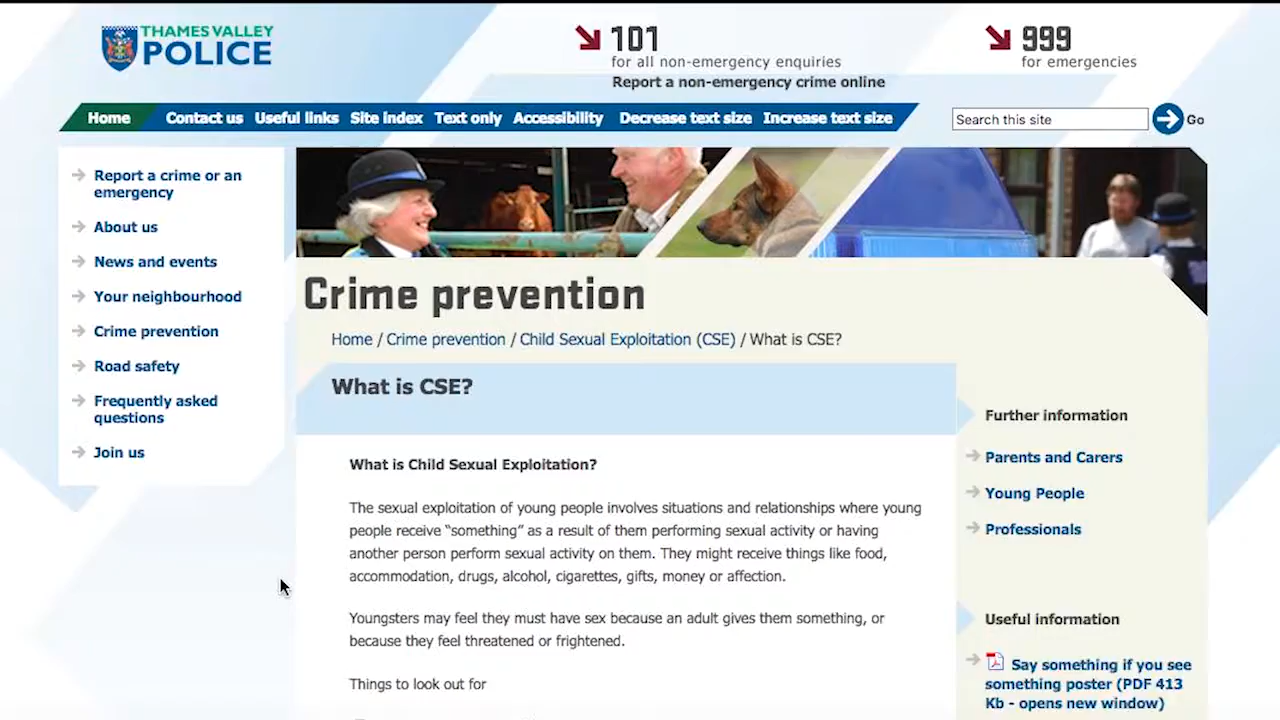 THAMES VALLEY
POLICE
101
for all non-emergency enquiries
Report a non-emergency crime online
999
for emergencies
Home Contact us Useful links Site index Text only Accessibility Decrease text size Increase text size
Search this site Go
Report a crime or an
emergency
About us
News and events
Your neighbourhood
Crime prevention
Road safety
Frequently asked
questions
Join us
Crime prevention
Home / Crime prevention / Child Sexual Exploitation (CSE) / What is CSE?
What is CSE?
What is Child Sexual Exploitation?
The sexual exploitation of young people involves situations and relationships where young
people receive “something” as a result of them performing sexual activity or having
another person perform sexual activity on them. They might receive things like food,
accommodation, drugs, alcohol, cigarettes, gifts, money or affection.
Youngsters may feel they must have sex because an adult gives them something, or
because they feel threatened or frightened.
Things to look out for
Further information
Parents and Carers
Young People
Professionals
Useful information
Say something if you see
something poster (PDF 413
Kb - opens new window)